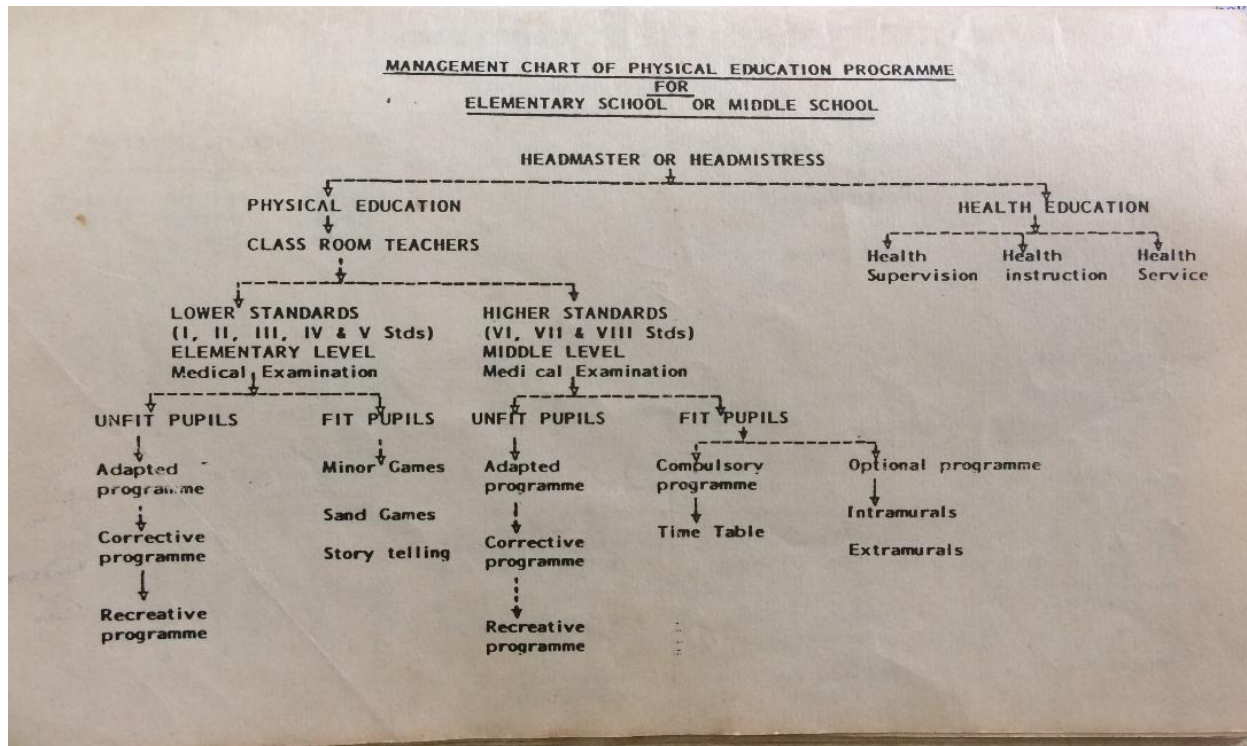 MANAGEMENT CHART OF PHYSICAL EDUCATION PROGRAMME
FOR
ELEMENTARY SCHOOL OR MIDDLE SCHOOL
HEADMASTER OR HEADMISTRESS
PHYSICAL EDUCATION
HEALTH EDUCATION
CLASS ROOM TEACHERS
Health
Supervision
Health
instruction
Health
Service
LOWER STANDARDS
(I, II, III, IV & V Stds)
ELEMENTARY LEVEL
Medical Examination
HIGHER STANDARDS
(VI, VII & VIII Stds)
MIDDLE LEVEL
Medi cal Examination
UNFIT PUPILS
FIT PUPILS
UNFIT PUPILS
FIT PUPILS
Adapted
programme
Corrective
programme
Recreative
programme
Minor Games
Sand Games
Story telling
Adapted
programme
Corrective
programme
Recreative
programme
Compulsory
programme
Time Table
Optional programme
Intramurals
Extramurals